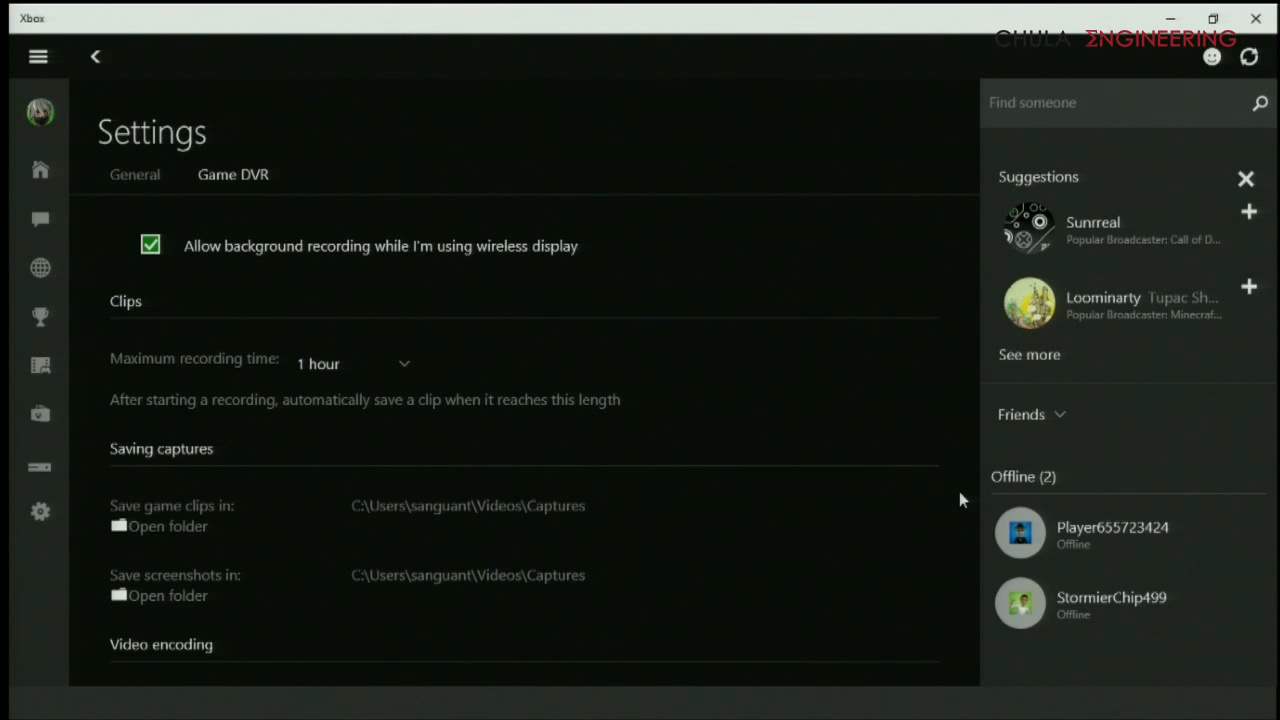 Xbox
CHULA ΣNGINEERING
Settings
General
Game DVR
Allow background recording while I'm using wireless display
Clips
Maximum recording time:
1 hour
After starting a recording, automatically save a clip when it reaches this length
Saving captures
Save game clips in:
C:\Users\sanguant\Videos\Captures
Open folder
Save screenshots in:
C:\Users\sanguant\Videos\Captures
Open folder
Video encoding
Find someone
Suggestions
Sunrreal
Popular Broadcaster: Call of D...
Loominarty Tupac Sh...
Popular Broadcaster: Minecraf...
See more
Friends
Offline (2)
Player655723424
Offline
StormierChip499
Offline